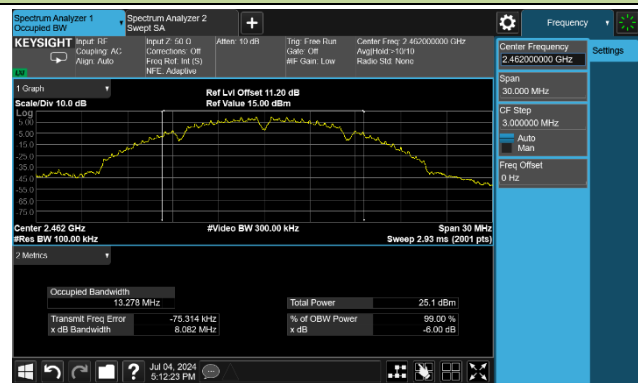 Spectrum Analyzer 1
Occupied BW
Spectrum Analyzer 2
Swept SA
Frequency
KEYSIGHT
Input: RF
Coupling: AC
Align: Auto
Input Z: 50 Ω
Corrections: Off
Freq Ref: Int (S)
NFE: Adaptive
Atten: 10 dB
Trig: Free Run
Gate: Off
#IF Gain: Low
Center Freq: 2.462000000 GHz
Avg|Hold:>10/10
Radio Std: None
Center Frequency
2.462000000 GHz
Settings
Span
30.000 MHz
CF Step
3.000000 MHz
Auto
Man
Freq Offset
0 Hz
1 Graph
Scale/Div 10.0 dB
Ref Lvl Offset 11.20 dB
Ref Value 15.00 dBm
Log
5.00
-5.00
-15.0
-25.0
-35.0
-45.0
-55.0
-65.0
-75.0
Center 2.462 GHz
#Video BW 300.00 kHz
Span 30 MHz
#Res BW 100.00 kHz
Sweep 2.93 ms (2001 pts)
2 Metrics
Occupied Bandwidth
13.278 MHz
Total Power 25.1 dBm
Transmit Freq Error -75.314 kHz
% of OBW Power 99.00 %
x dB Bandwidth 8.082 MHz
x dB -6.00 dB
Jul 04, 2024
5:12:23 PM